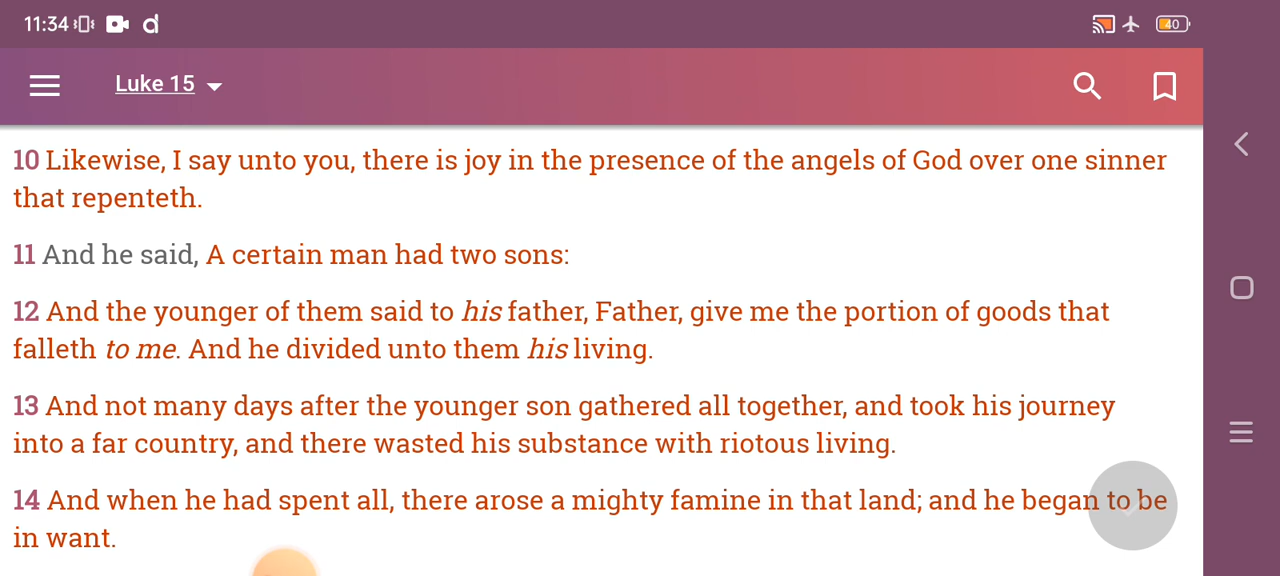 11:34 d 40
Luke 15
10 Likewise, I say unto you, there is joy in the presence of the angels of God over one sinner
that repenteth.
11 And he said, A certain man had two sons:
12 And the younger of them said to his father, Father, give me the portion of goods that
falleth to me. And he divided unto them his living.
13 And not many days after the younger son gathered all together, and took his journey
into a far country, and there wasted his substance with riotous living.
14 And when he had spent all, there arose a mighty famine in that land; and he began to be
in want.